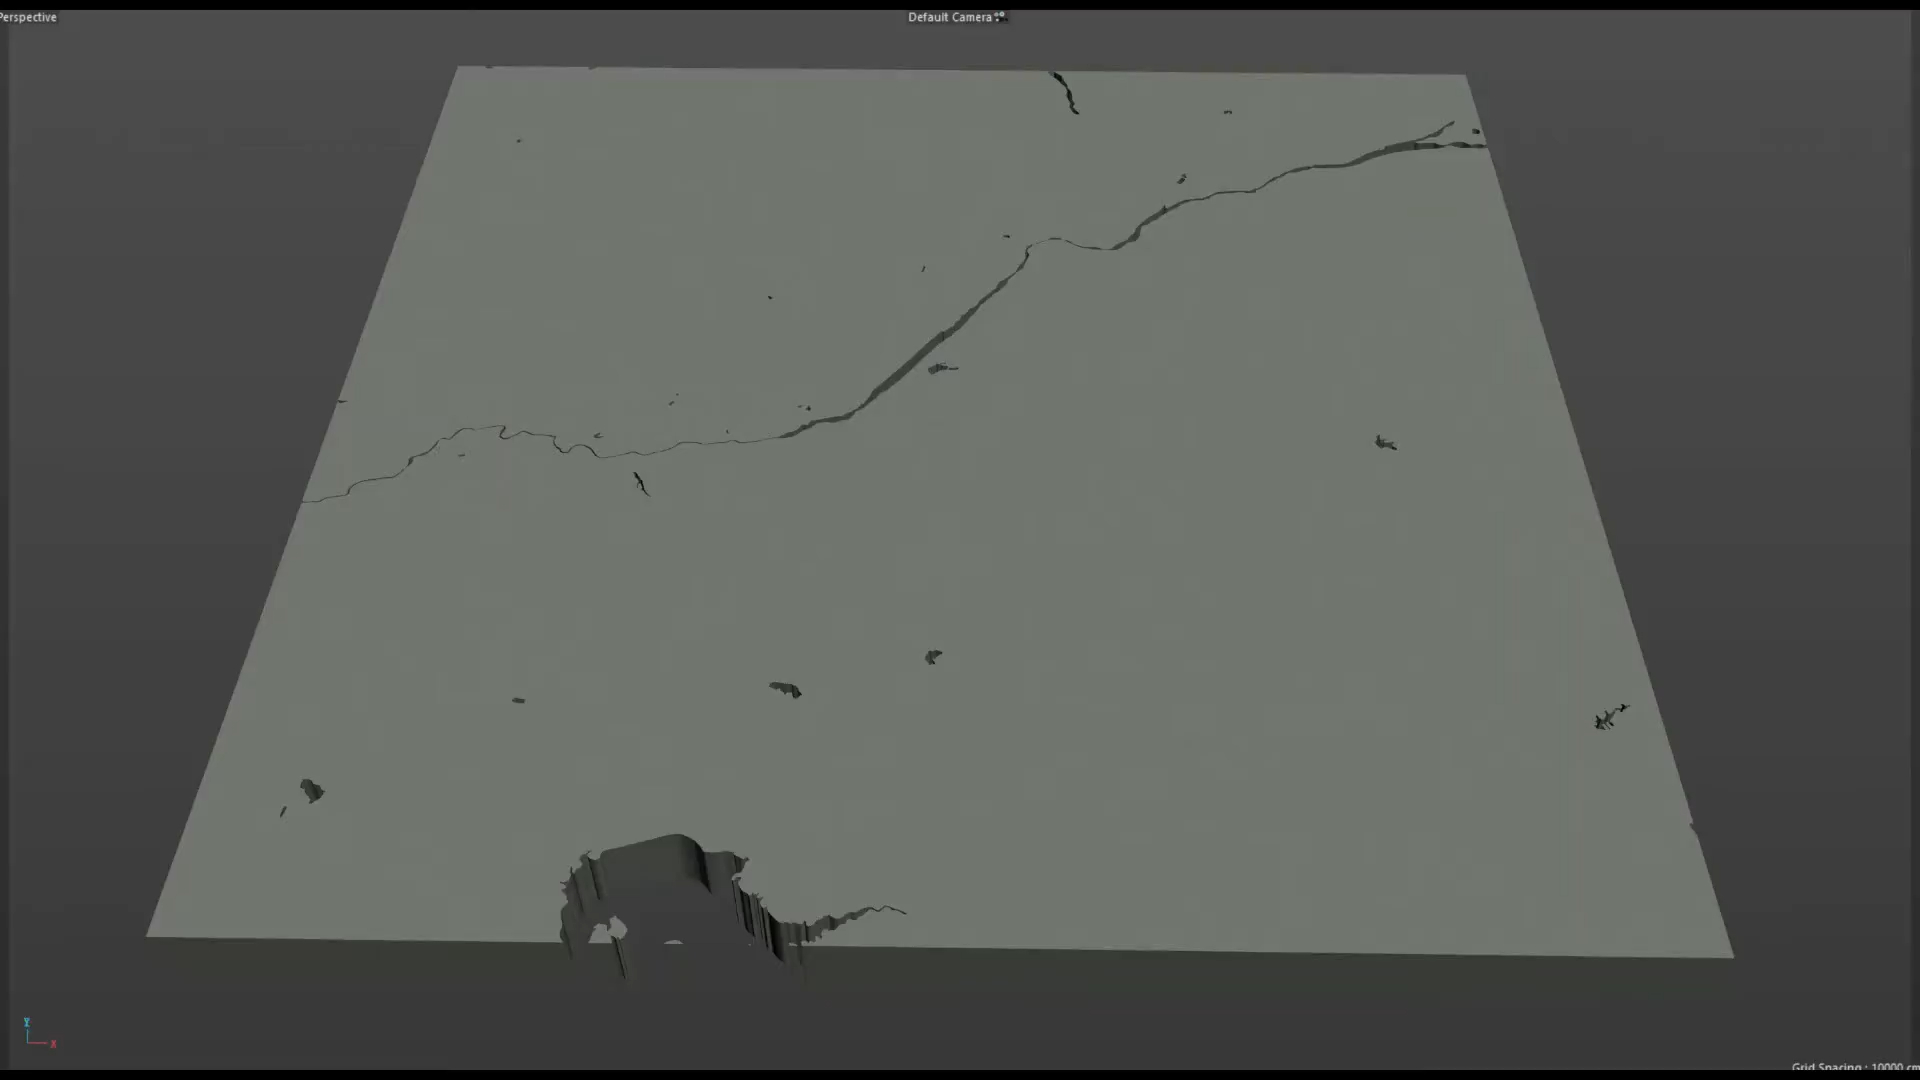 Perspective
Default Camera
Y
X
Grid Spacing : 10000 cm